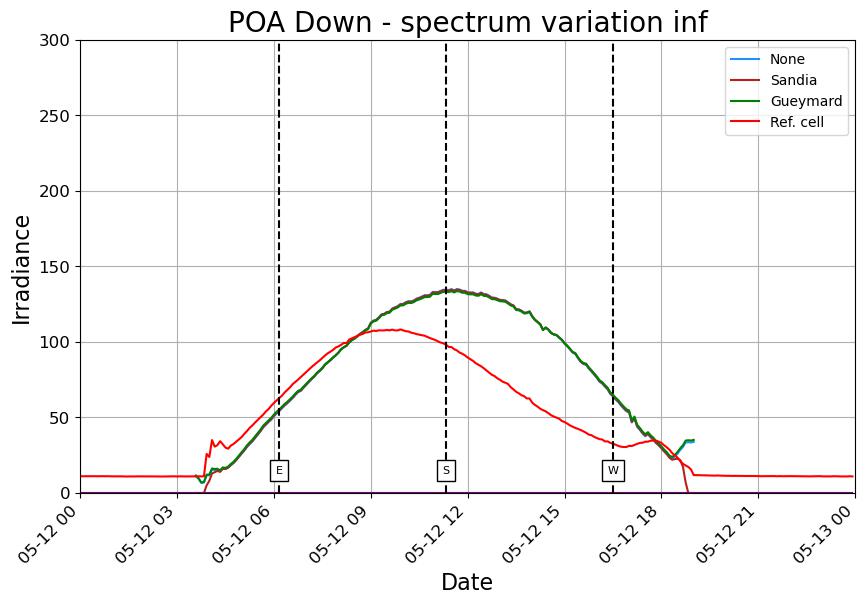 POA Down - spectrum variation inf
300
250
200
150
100
50
0
Irradiance
None
Sandia
Gueymard
Ref. cell
E
S
W
05-12 00
05-12 03
05-12 06
05-12 09
05-12 12
05-12 15
05-12 18
05-12 21
05-13 00
Date